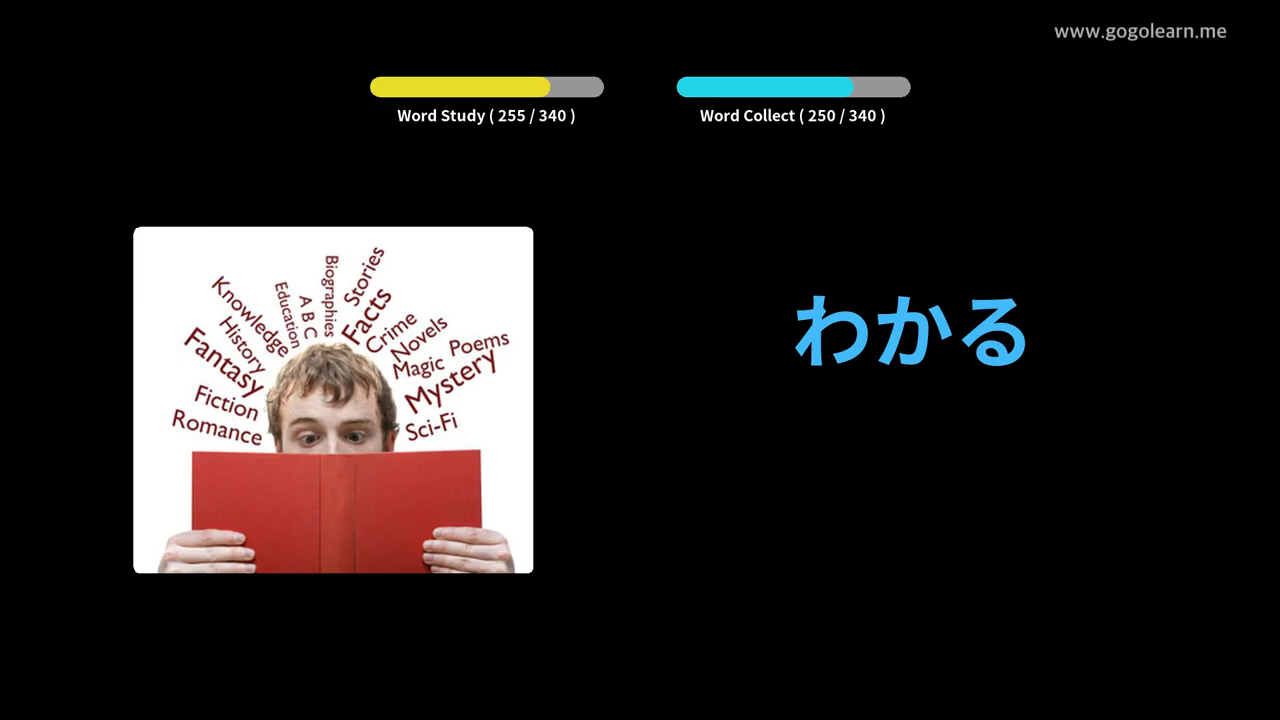 www.gogolearn.me
Word Study ( 255 / 340 )
Word Collect ( 250 / 340 )
わかる
Biographies
Stories
Education
A B C
Facts
Knowledge
Crime
History
Novels
Poems
Fantasy
Magic
Mystery
Fiction
Romance
Sci-Fi